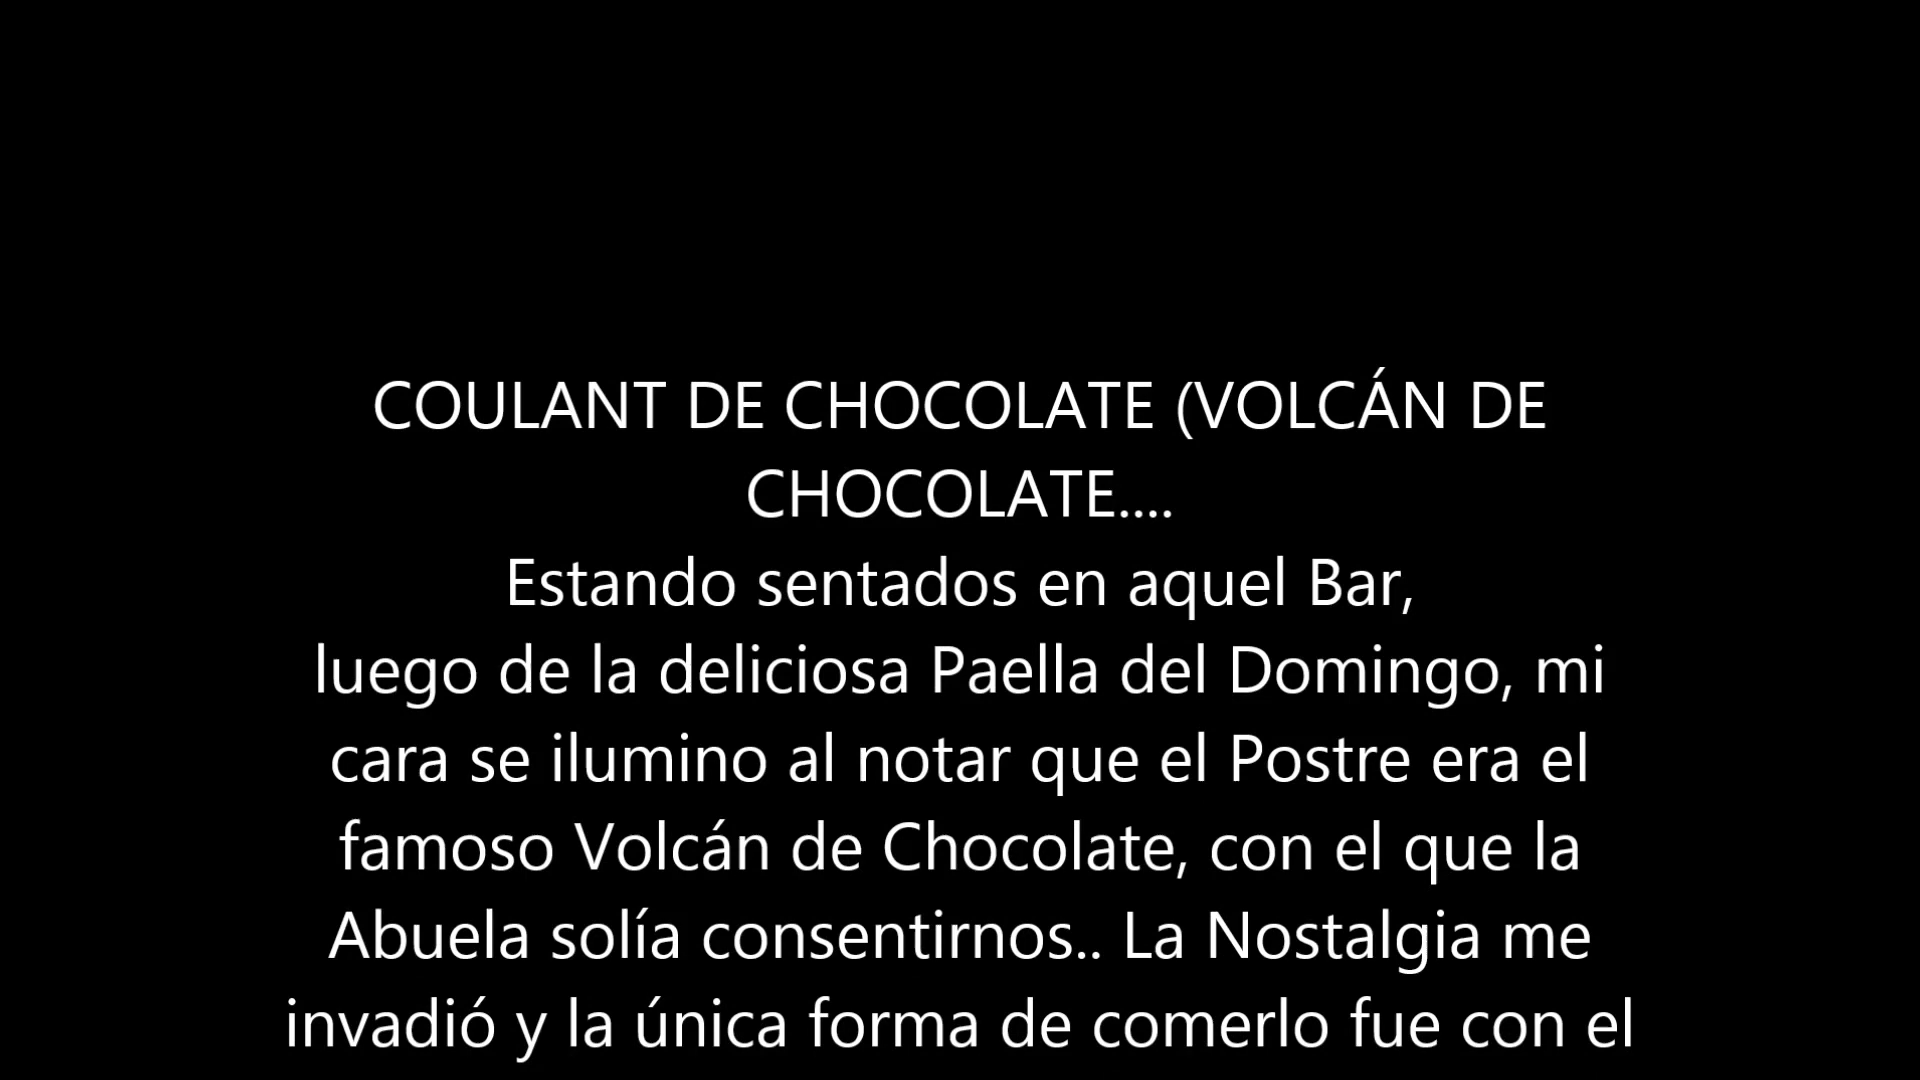 COULANT DE CHOCOLATE (VOLCÁN DE
CHOCOLATE....
Estando sentados en aquel Bar,
luego de la deliciosa Paella del Domingo, mi
cara se ilumino al notar que el Postre era el
famoso Volcán de Chocolate, con el que la
Abuela solía consentirnos.. La Nostalgia me
invadió y la única forma de comerlo fue con el